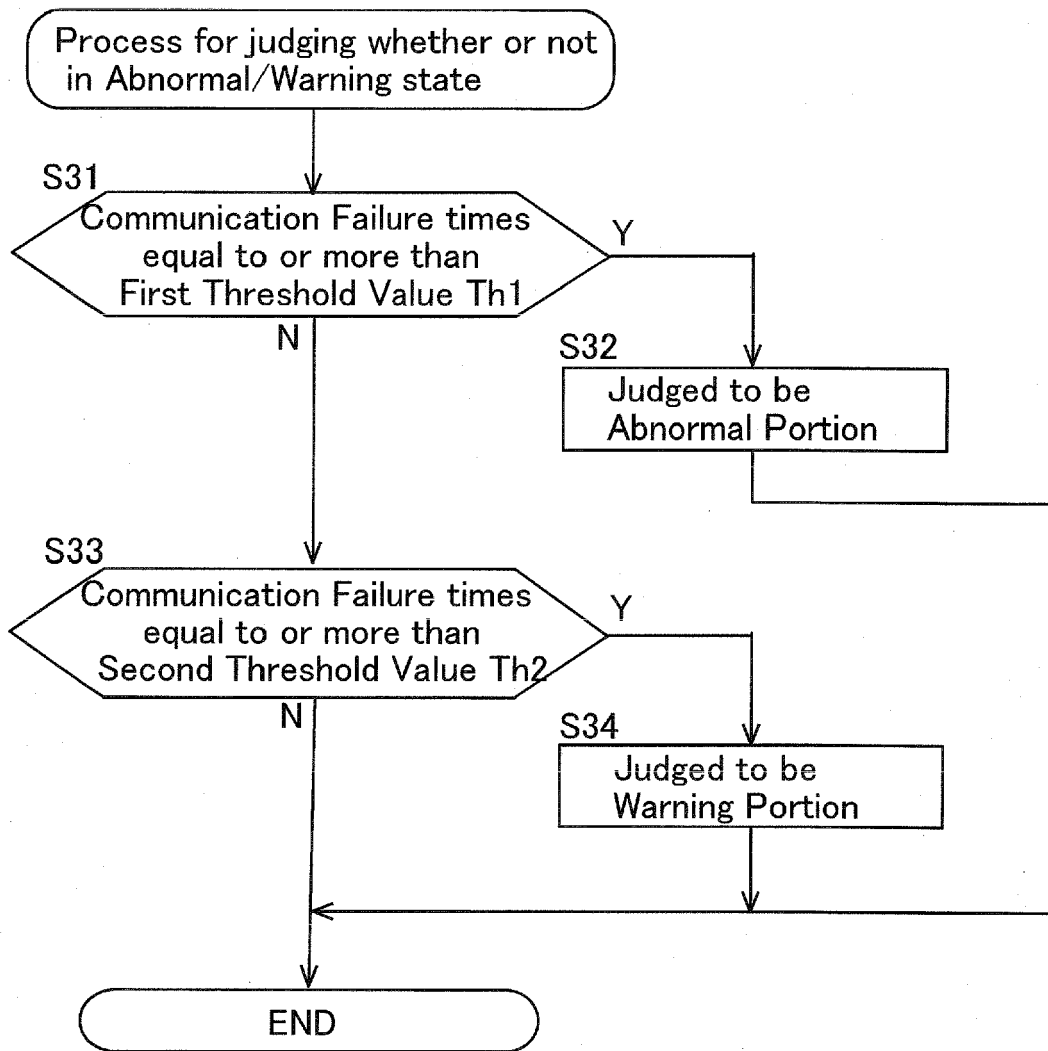 Process for judging whether or not
in Abnormal/Warning state
S31
Communication Failure times
equal to or more than
First Threshold Value Th1
Y
N
S32
Judged to be
Abnormal Portion
S33
Communication Failure times
equal to or more than
Second Threshold Value Th2
Y
N
S34
Judged to be
Warning Portion
END